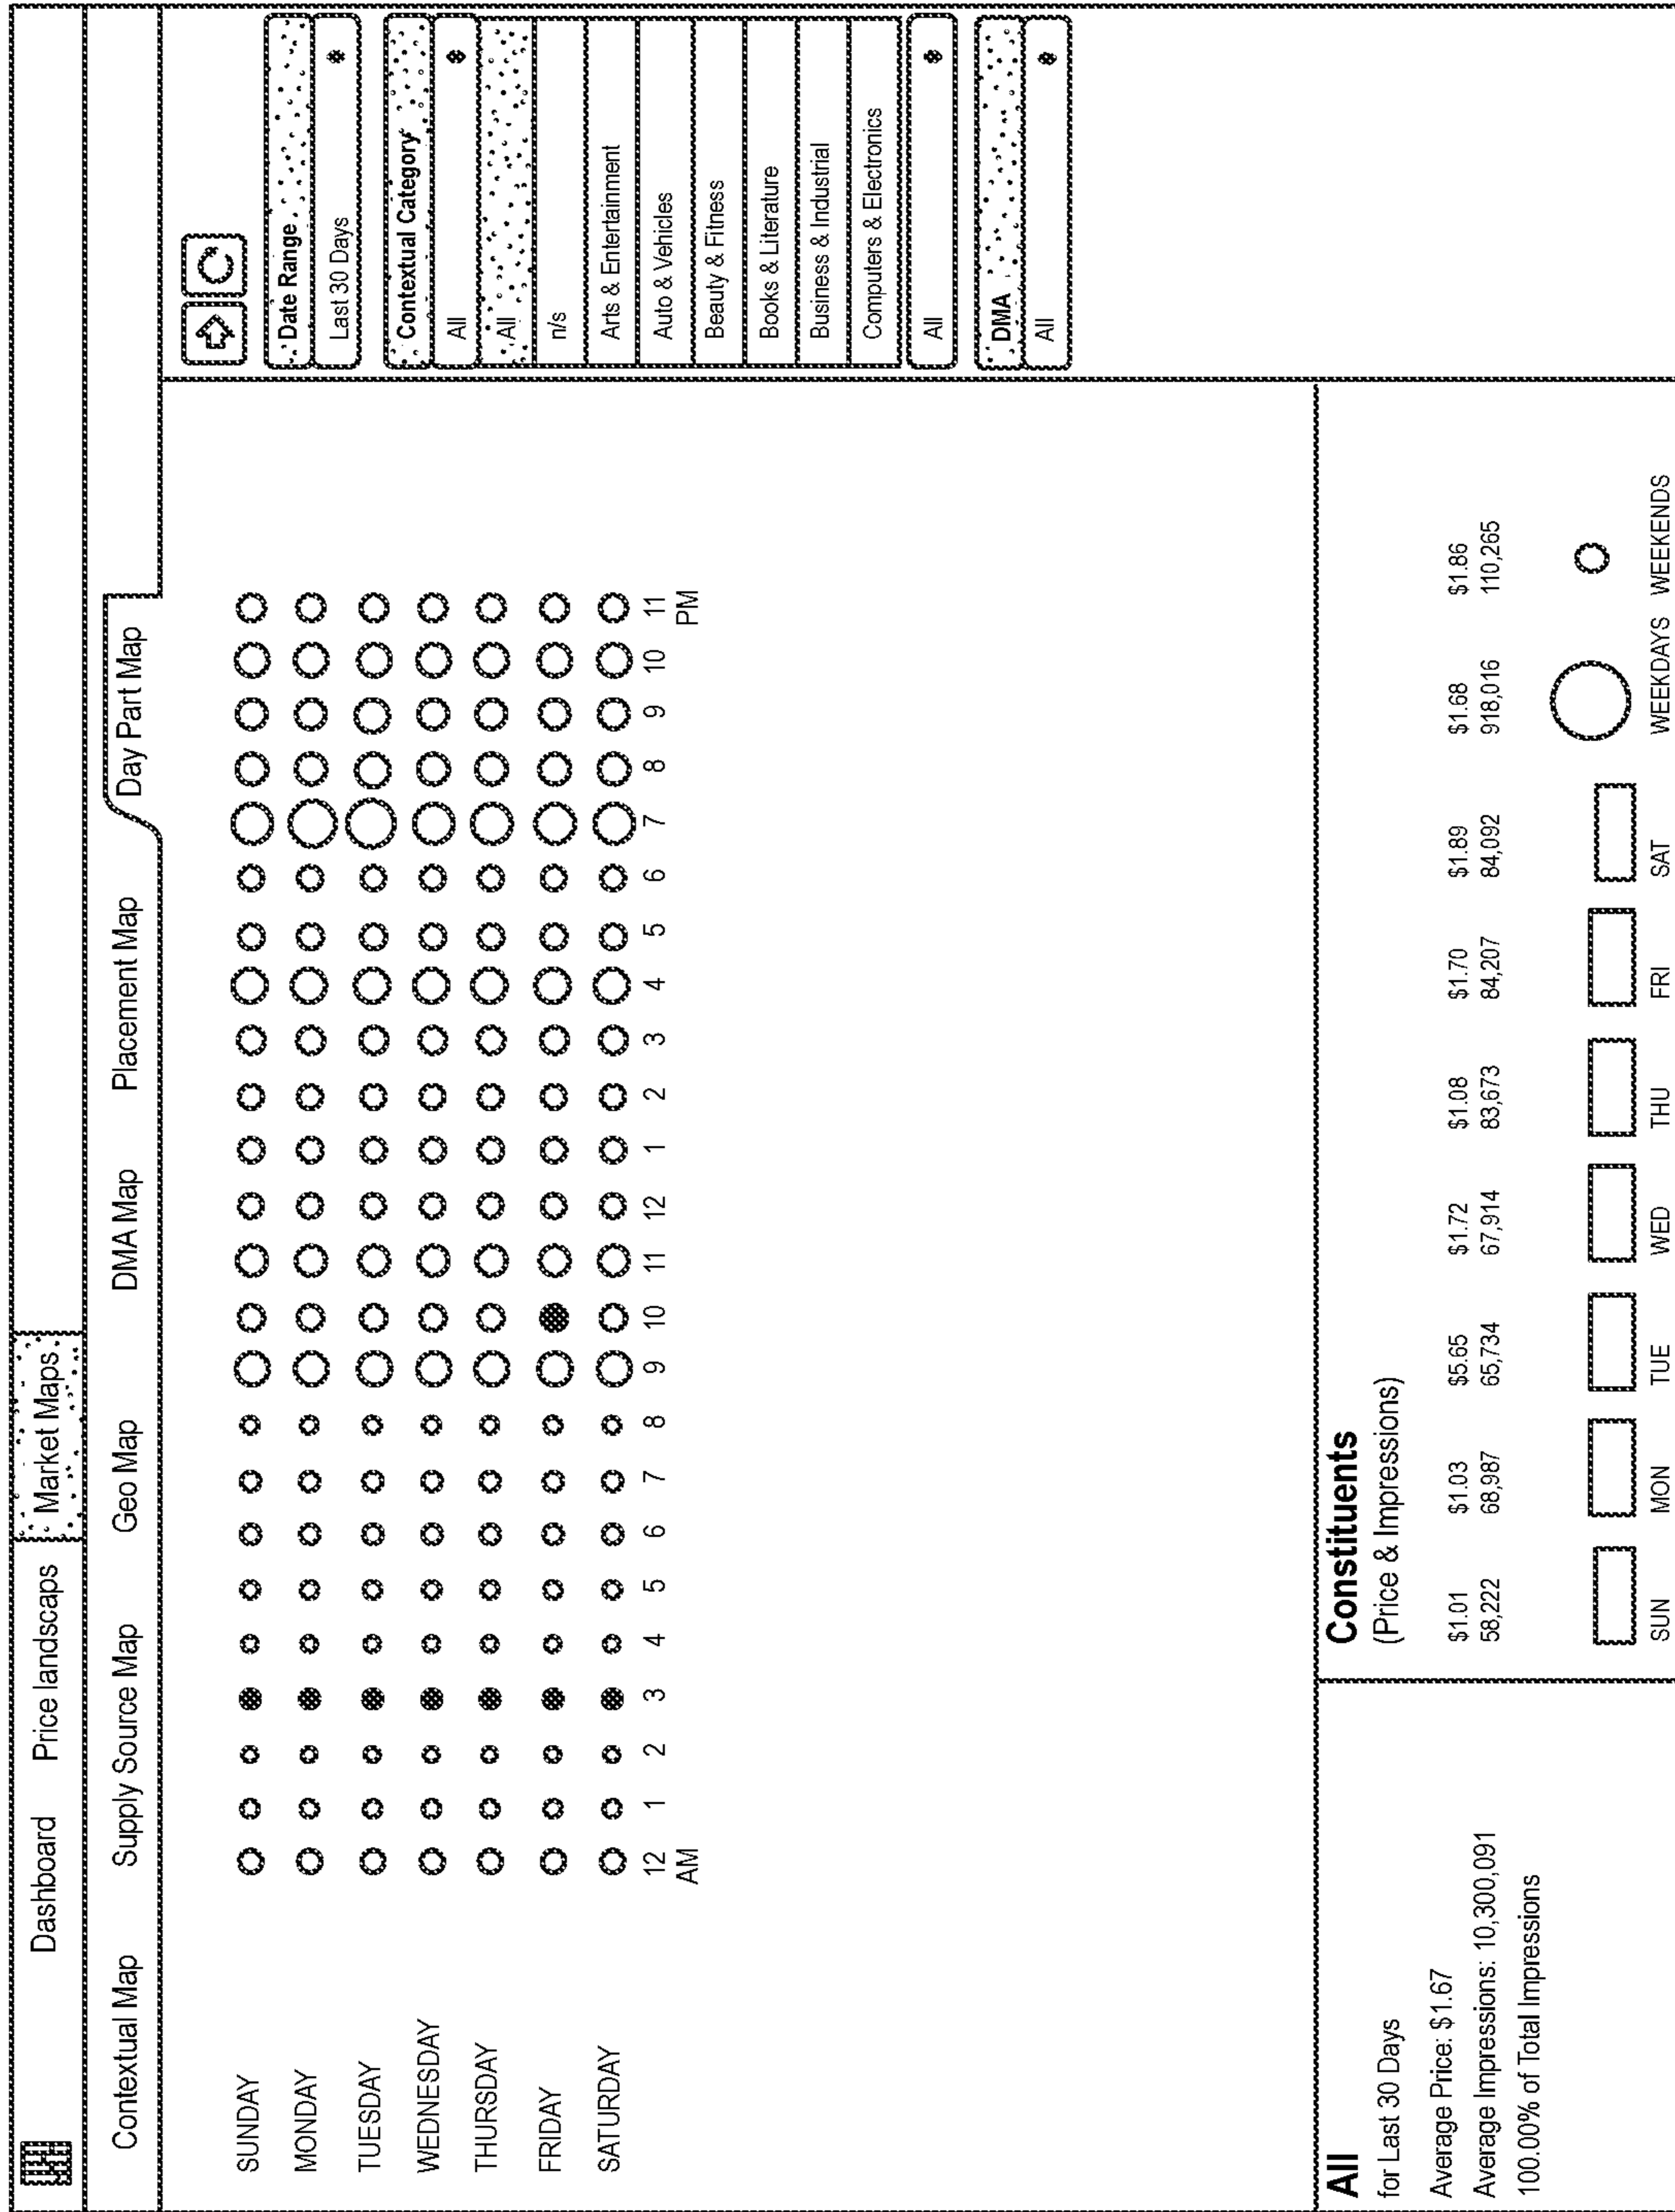 Dashboard Price landscaps Market Maps
Contextual Map Supply Source Map Geo Map DMA Map Placement Map Day Part Map
SUNDAY
MONDAY
TUESDAY
WEDNESDAY
THURSDAY
FRIDAY
SATURDAY
12 1 2 3 4 5 6 7 8 9 10 11 12 1 2 3 4 5 6 7 8 9 10 11
AM PM
Date Range
Last 30 Days
Contextual Category
All
All
n/s
Arts & Entertainment
Auto & Vehicles
Beauty & Fitness
Books & Literature
Business & Industrial
Computers & Electronics
All
DMA
All
All
for Last 30 Days
Average Price: $1.67
Average Impressions: 10,300,091
100.00% of Total Impressions
Constituents
(Price & Impressions)
$1.01 $1.03 $5.65 $1.72 $1.08 $1.70 $1.89 $1.68 $1.86
58,222 68,987 65,734 67,914 83,673 84,207 84,092 918,016 110,265
SUN MON TUE WED THU FRI SAT WEEKDAYS WEEKENDS